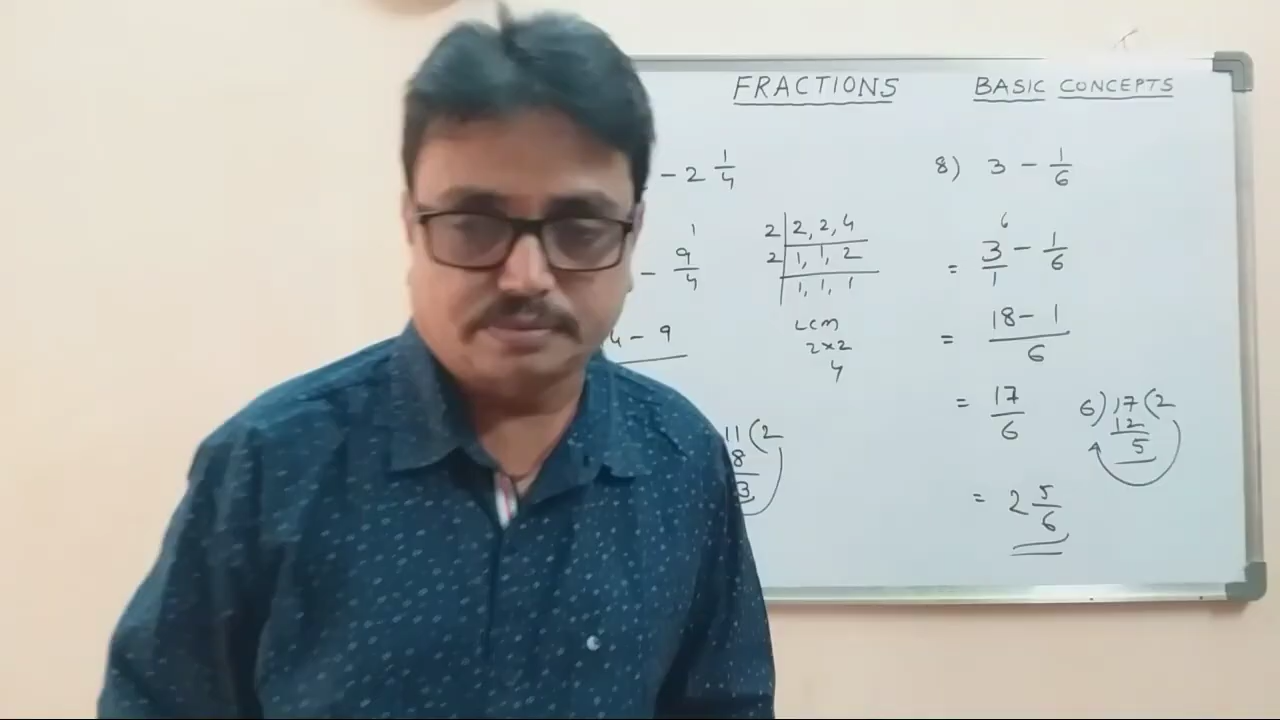 FRACTIONS BASIC CONCEPTS
- 2 1/4
- 9/4
1
4 - 9
11 (2
8
3
2 | 2, 2, 4
2 | 1, 1, 2
1, 1, 1
LCM
2 × 2
4
8) 3 - 1/6
6
= 3/1 - 1/6
= 18 - 1 / 6
= 17/6
6) 17 (2
12
5
= 2 5/6